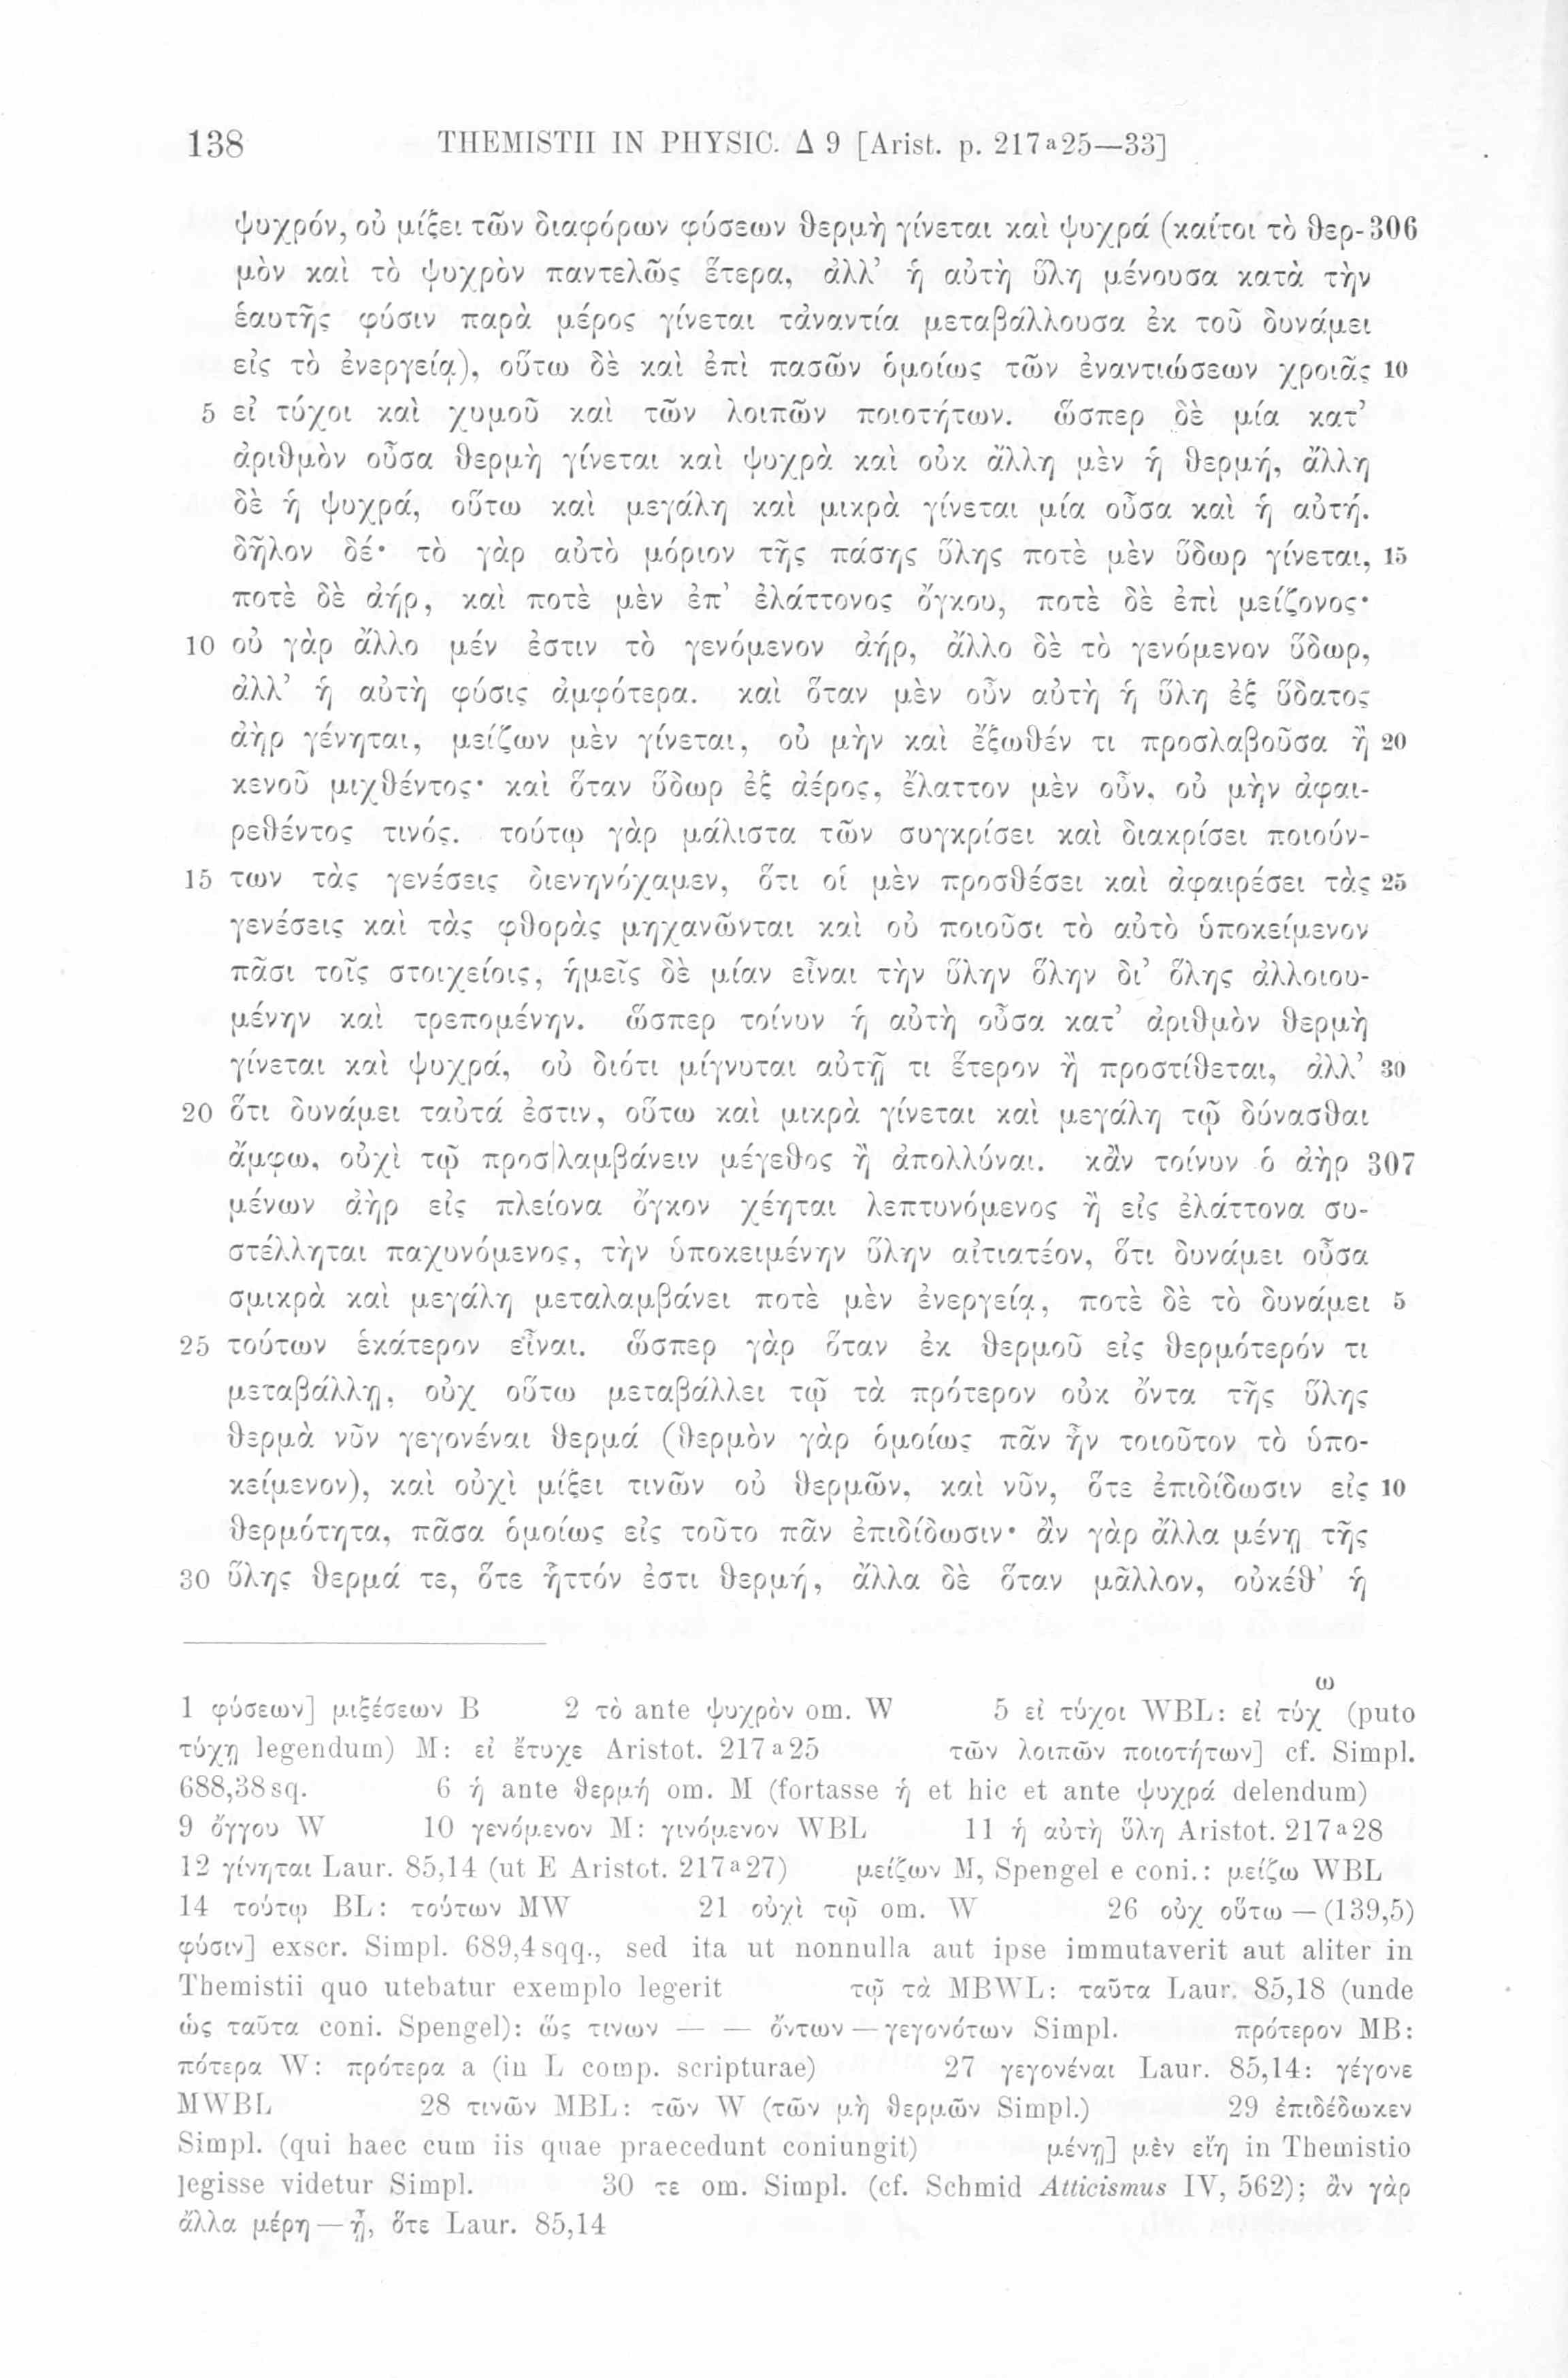 138 THEMISTII IN PHYSIC. Δ 9 [Arist. p. 217ᵃ25—33]
ψυχρόν, οὐ μίξει τῶν διαφόρων φύσεων θερμὴ γίνεται καὶ ψυχρά (καίτοι τὸ θερ- 306
μὸν καὶ τὸ ψυχρὸν παντελῶς ἕτερα, ἀλλ’ ἡ αὐτὴ ὕλη μένουσα κατὰ τὴν
ἑαυτῆς φύσιν παρὰ μέρος γίνεται τἀναντία μεταβάλλουσα ἐκ τοῦ δυνάμει
εἰς τὸ ἐνεργείᾳ), οὕτω δὲ καὶ ἐπὶ πασῶν ὁμοίως τῶν ἐναντιώσεων χροιᾶς 10
5 εἰ τύχοι καὶ χυμοῦ καὶ τῶν λοιπῶν ποιοτήτων. ὥσπερ δὲ μία κατ’
ἀριθμὸν οὖσα θερμὴ γίνεται καὶ ψυχρὰ καὶ οὐκ ἄλλη μὲν ἡ θερμή, ἄλλη
δὲ ἡ ψυχρά, οὕτω καὶ μεγάλη καὶ μικρὰ γίνεται μία οὖσα καὶ ἡ αὐτή.
δῆλον δέ· τὸ γὰρ αὐτὸ μόριον τῆς πάσης ὕλης ποτὲ μὲν ὕδωρ γίνεται, 15
ποτὲ δὲ ἀήρ, καὶ ποτὲ μὲν ἐπ’ ἐλάττονος ὄγκου, ποτὲ δὲ ἐπὶ μείζονος·
10 οὐ γὰρ ἄλλο μέν ἐστιν τὸ γενόμενον ἀήρ, ἄλλο δὲ τὸ γενόμενον ὕδωρ,
ἀλλ’ ἡ αὐτὴ φύσις ἀμφότερα. καὶ ὅταν μὲν οὖν αὐτὴ ἡ ὕλη ἐξ ὕδατος
ἀὴρ γένηται, μείζων μὲν γίνεται, οὐ μὴν καὶ ἔξωθέν τι προσλαβοῦσα ἢ 20
κενοῦ μιχθέντος· καὶ ὅταν ὕδωρ ἐξ ἀέρος, ἔλαττον μὲν οὖν, οὐ μὴν ἀφαι-
ρεθέντος τινός. τούτῳ γὰρ μάλιστα τῶν συγκρίσει καὶ διακρίσει ποιούν-
15 των τὰς γενέσεις διενηνόχαμεν, ὅτι οἱ μὲν προσθέσει καὶ ἀφαιρέσει τὰς 25
γενέσεις καὶ τὰς φθορὰς μηχανῶνται καὶ οὐ ποιοῦσι τὸ αὐτὸ ὑποκείμενον
πᾶσι τοῖς στοιχείοις, ἡμεῖς δὲ μίαν εἶναι τὴν ὕλην ὅλην δι’ ὅλης ἀλλοιου-
μένην καὶ τρεπομένην. ὥσπερ τοίνυν ἡ αὐτὴ οὖσα κατ’ ἀριθμὸν θερμὴ
γίνεται καὶ ψυχρά, οὐ διότι μίγνυται αὐτῇ τι ἕτερον ἢ προστίθεται, ἀλλ’ 30
20 ὅτι δυνάμει ταὐτά ἐστιν, οὕτω καὶ μικρὰ γίνεται καὶ μεγάλη τῷ δύνασθαι
ἄμφω, οὐχὶ τῷ προσ|λαμβάνειν μέγεθος ἢ ἀπολλύναι. κἂν τοίνυν ὁ ἀὴρ 307
μένων ἀὴρ εἰς πλείονα ὄγκον χέηται λεπτυνόμενος ἢ εἰς ἐλάττονα συ-
στέλληται παχυνόμενος, τὴν ὑποκειμένην ὕλην αἰτιατέον, ὅτι δυνάμει οὖσα
σμικρὰ καὶ μεγάλη μεταλαμβάνει ποτὲ μὲν ἐνεργείᾳ, ποτὲ δὲ τὸ δυνάμει 5
25 τούτων ἑκάτερον εἶναι. ὥσπερ γὰρ ὅταν ἐκ θερμοῦ εἰς θερμότερόν τι
μεταβάλλῃ, οὐχ οὕτω μεταβάλλει τῷ τὰ πρότερον οὐκ ὄντα τῆς ὕλης
θερμὰ νῦν γεγονέναι θερμά (θερμὸν γὰρ ὁμοίως πᾶν ἦν τοιοῦτον τὸ ὑπο-
κείμενον), καὶ οὐχὶ μίξει τινῶν οὐ θερμῶν, καὶ νῦν, ὅτε ἐπιδίδωσιν εἰς 10
θερμότητα, πᾶσα ὁμοίως εἰς τοῦτο πᾶν ἐπιδίδωσιν· ἂν γὰρ ἄλλα μένῃ τῆς
30 ὕλης θερμά τε, ὅτε ἧττόν ἐστι θερμή, ἄλλα δὲ ὅταν μᾶλλον, οὐκέθ’ ἡ
1 φύσεων] μιξέσεων B 2 τὸ ante ψυχρὸν om. W 5 εἰ τύχοι WBL: εἰ τύχ^ω (puto
τύχῃ legendum) M: εἰ ἔτυχε Aristot. 217ᵃ25 τῶν λοιπῶν ποιοτήτων] cf. Simpl.
688,38sq. 6 ἡ ante θερμή om. M (fortasse ἡ et hic et ante ψυχρά delendum)
9 ὄγγου W 10 γενόμενον M: γινόμενον WBL 11 ἡ αὐτὴ ὕλη Aristot. 217ᵃ28
12 γίνηται Laur. 85,14 (ut E Aristot. 217ᵃ27) μείζων M, Spengel e coni.: μείζω WBL
14 τούτῳ BL: τούτων MW 21 οὐχὶ τῷ om. W 26 οὐχ οὕτω — (139,5)
φύσιν] exscr. Simpl. 689,4sqq., sed ita ut nonnulla aut ipse immutaverit aut aliter in
Themistii quo utebatur exemplo legerit τῷ τὰ MBWL: ταῦτα Laur. 85,18 (unde
ὡς ταῦτα coni. Spengel): ὥς τινων — — ὄντων — γεγονότων Simpl. πρότερον MB:
πότερα W: πρότερα a (in L comp. scripturae) 27 γεγονέναι Laur. 85,14: γέγονε
MWBL 28 τινῶν MBL: τῶν W (τῶν μὴ θερμῶν Simpl.) 29 ἐπιδέδωκεν
Simpl. (qui haec cum iis quae praecedunt coniungit) μένῃ] μὲν εἴη in Themistio
legisse videtur Simpl. 30 τε om. Simpl. (cf. Schmid Atticismus IV, 562); ἂν γὰρ
ἄλλα μέρη — ᾖ, ὅτε Laur. 85,14